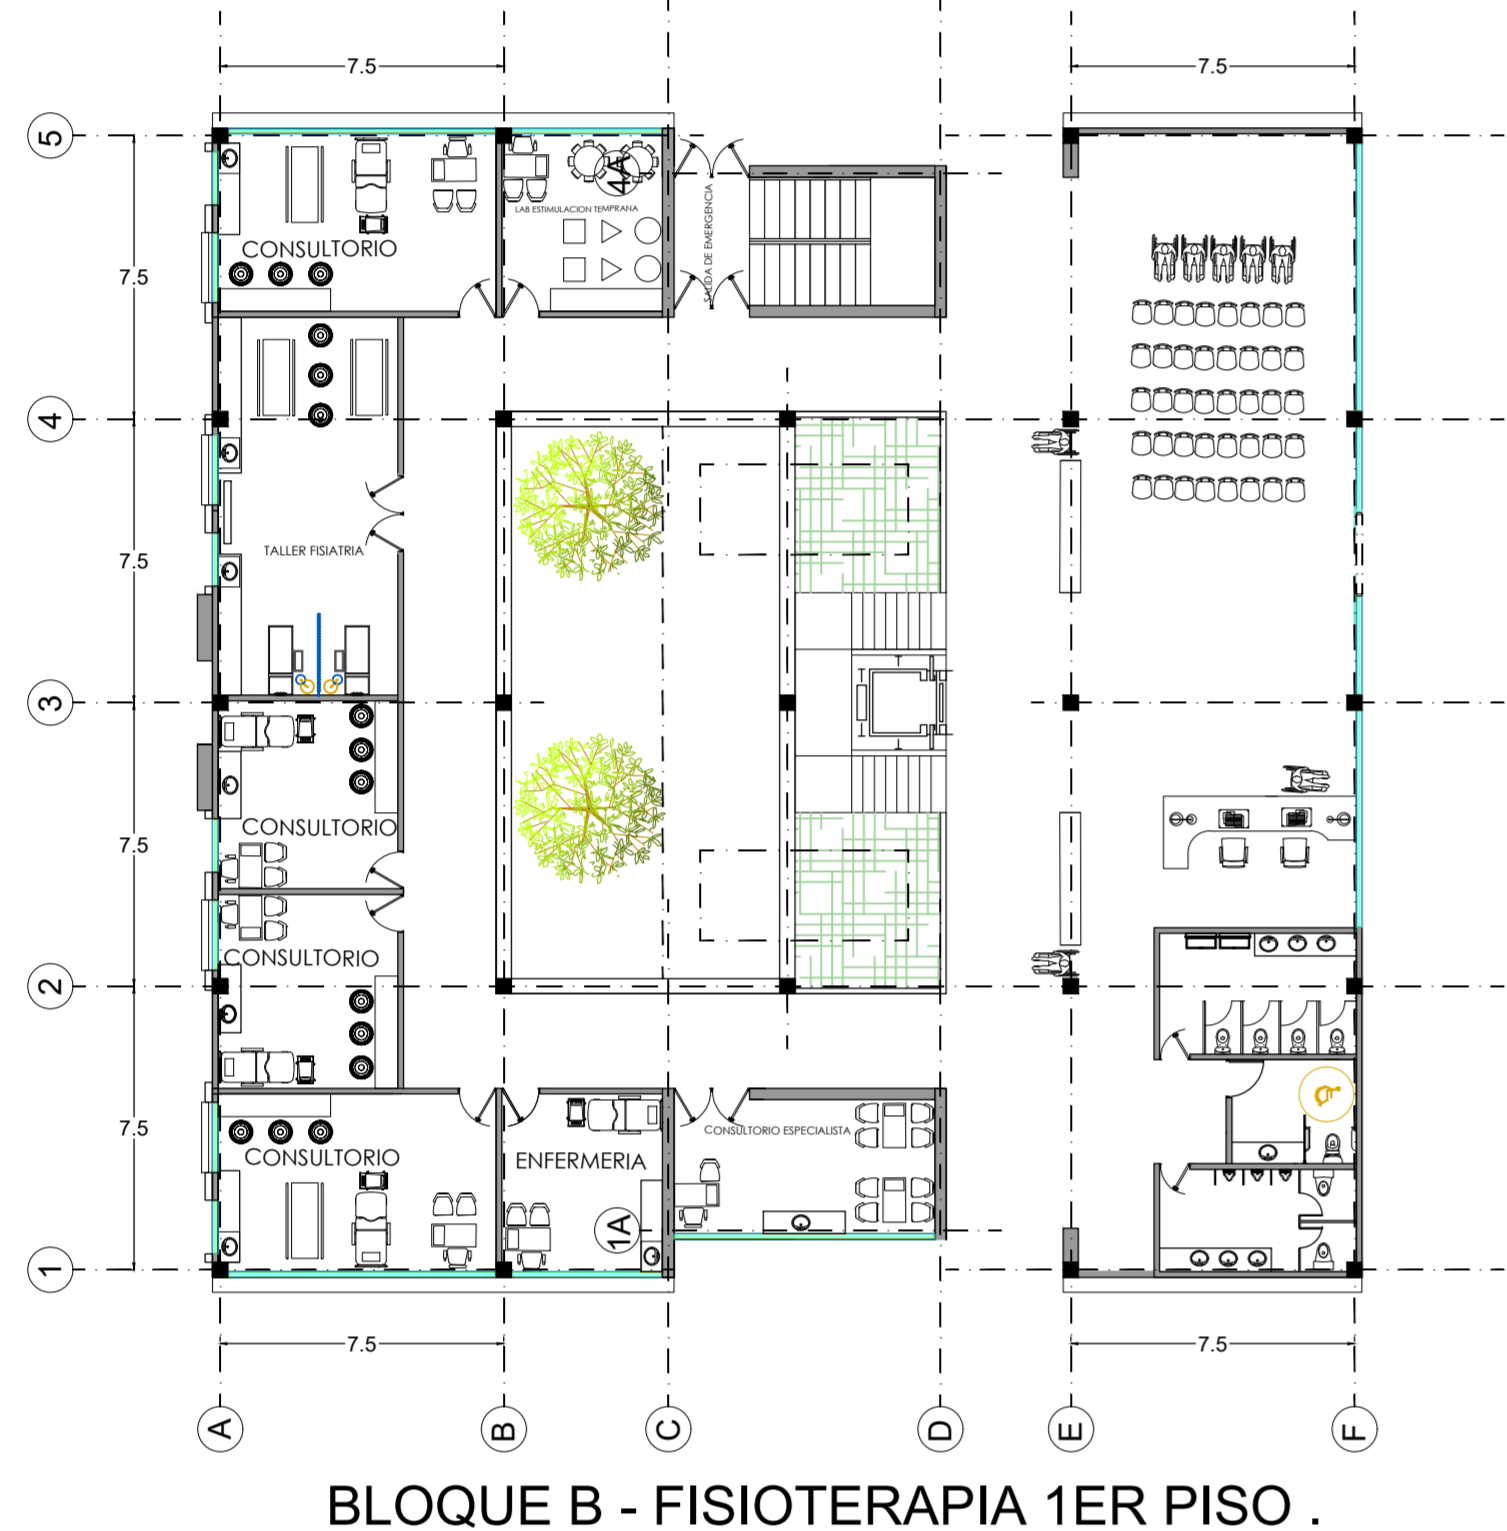 7.5
7.5
5
4A
LAB ESTIMULACION TEMPRANA
SALIDA DE EMERGENCIA
CONSULTORIO
7.5
4
TALLER FISIATRIA
7.5
3
CONSULTORIO
7.5
CONSULTORIO
2
7.5
CONSULTORIO
ENFERMERIA
CONSULTORIO ESPECIALISTA
1A
1
7.5
7.5
A
B
C
D
E
F
BLOQUE B - FISIOTERAPIA 1ER PISO .